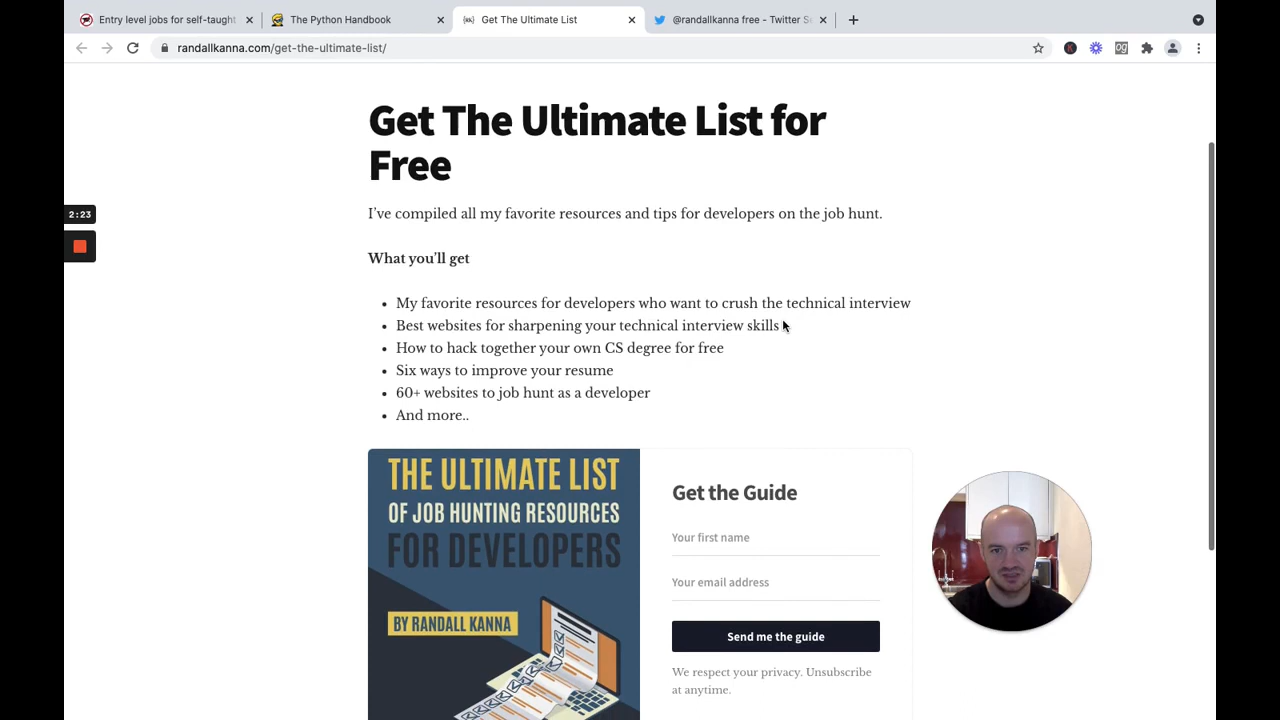 Entry level jobs for self-taught
The Python Handbook
Get The Ultimate List
@randallkanna free - Twitter S
randallkanna.com/get-the-ultimate-list/
Get The Ultimate List for
Free
2:23
I've compiled all my favorite resources and tips for developers on the job hunt.
What you'll get
• My favorite resources for developers who want to crush the technical interview
• Best websites for sharpening your technical interview skills
• How to hack together your own CS degree for free
• Six ways to improve your resume
• 60+ websites to job hunt as a developer
• And more..
THE ULTIMATE LIST
OF JOB HUNTING RESOURCES
FOR DEVELOPERS
BY RANDALL KANNA
Get the Guide
Your first name
Your email address
Send me the guide
We respect your privacy. Unsubscribe
at anytime.